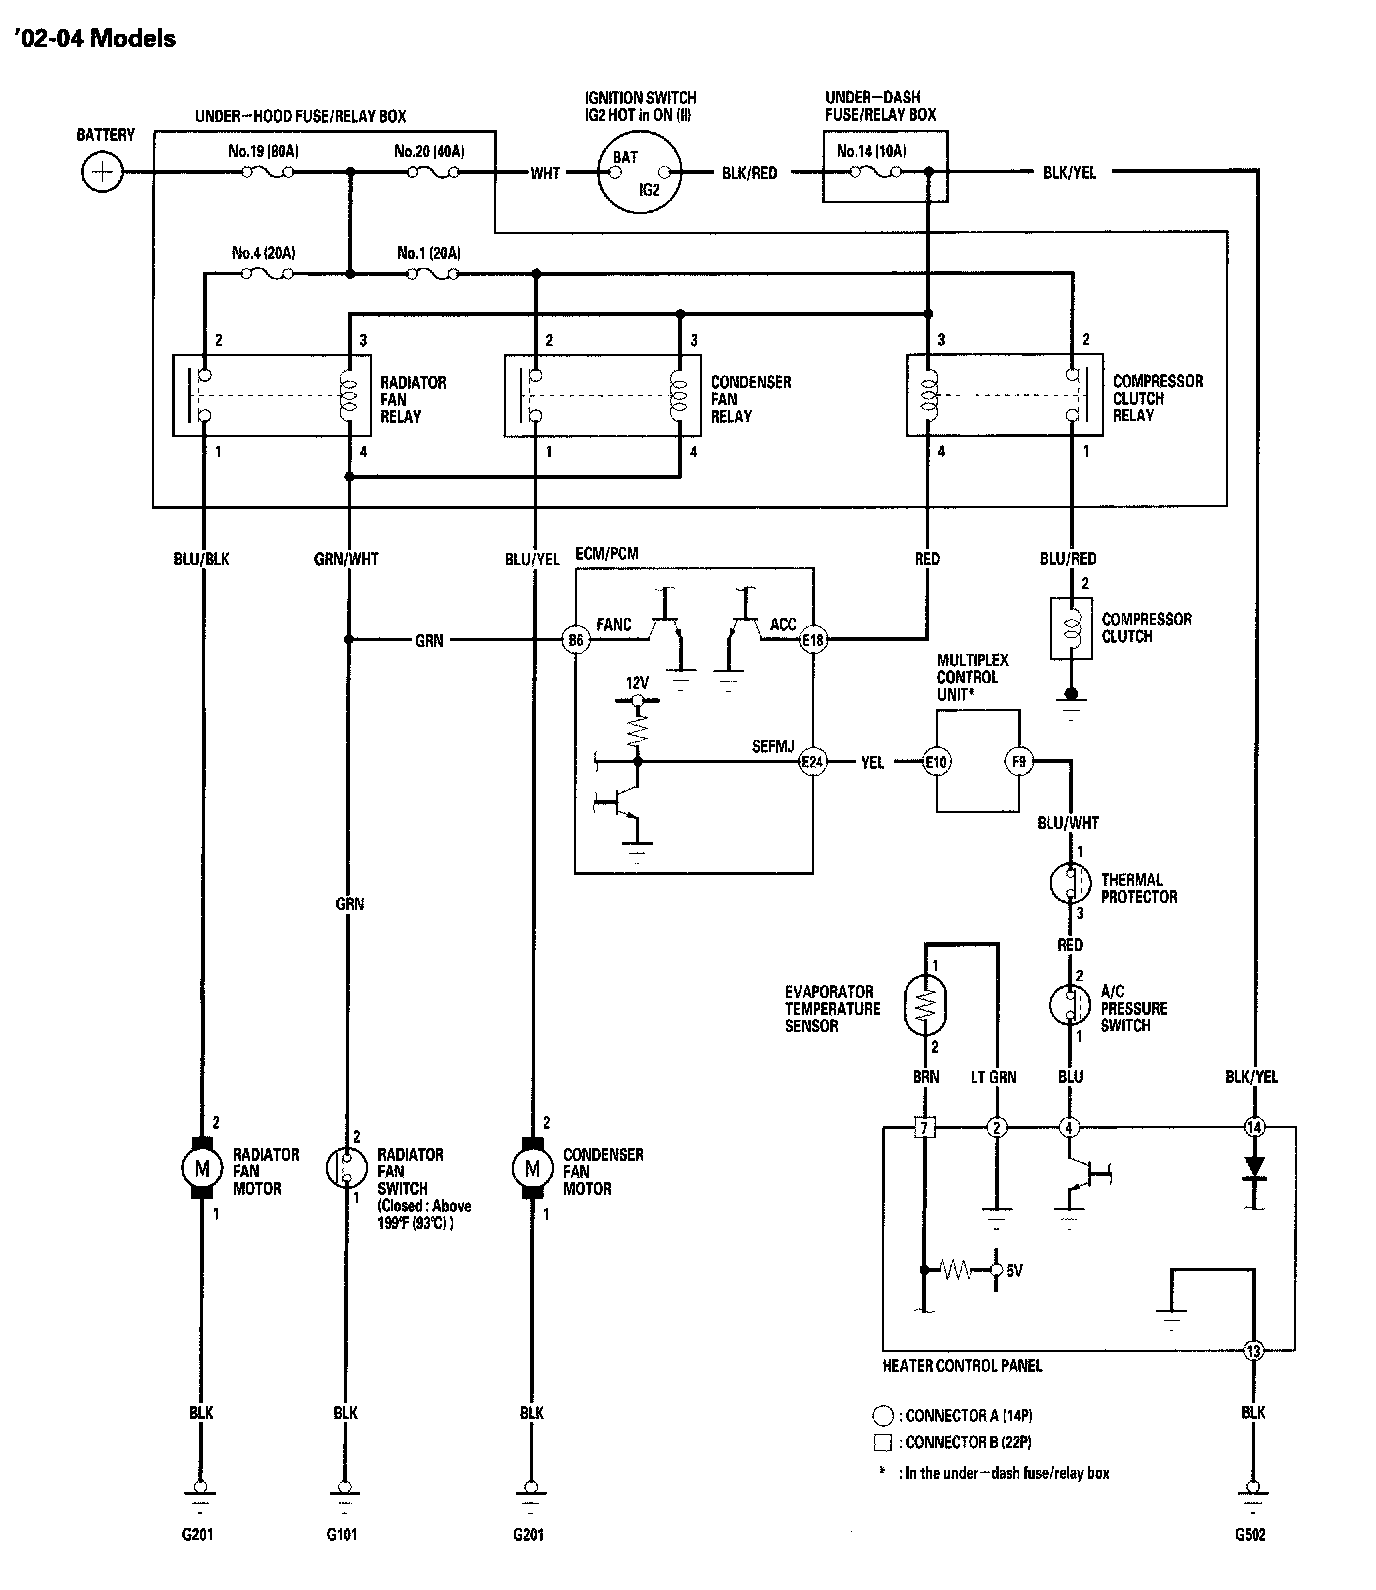 '02-04 Models
IGNITION SWITCH
IG2 HOT in ON (II)
UNDER-DASH
FUSE/RELAY BOX
UNDER-HOOD FUSE/RELAY BOX
BATTERY
No.19 (80A)
No.20 (40A)
WHT
BAT
IG2
BLK/RED
No.14 (10A)
BLK/YEL
No.4 (20A)
No.1 (20A)
2
3
2
3
3
2
RADIATOR
FAN
RELAY
CONDENSER
FAN
RELAY
COMPRESSOR
CLUTCH
RELAY
1
4
1
4
4
1
BLU/BLK
GRN/WHT
BLU/YEL
ECM/PCM
RED
BLU/RED
2
COMPRESSOR
CLUTCH
GRN
B6
FANC
ACC
E18
MULTIPLEX
CONTROL
UNIT*
12V
SEFMJ
E24
YEL
E10
F9
BLU/WHT
1
THERMAL
PROTECTOR
3
GRN
RED
1
2
EVAPORATOR
TEMPERATURE
SENSOR
A/C
PRESSURE
SWITCH
2
1
BRN
LT GRN
BLU
BLK/YEL
7
2
4
14
2
2
2
M
RADIATOR
FAN
MOTOR
RADIATOR
FAN
SWITCH
(Closed : Above
199°F (93°C) )
M
CONDENSER
FAN
MOTOR
1
1
1
5V
13
HEATER CONTROL PANEL
BLK
BLK
BLK
BLK
: CONNECTOR A (14P)
: CONNECTOR B (22P)
* : In the under-dash fuse/relay box
G201
G101
G201
G502